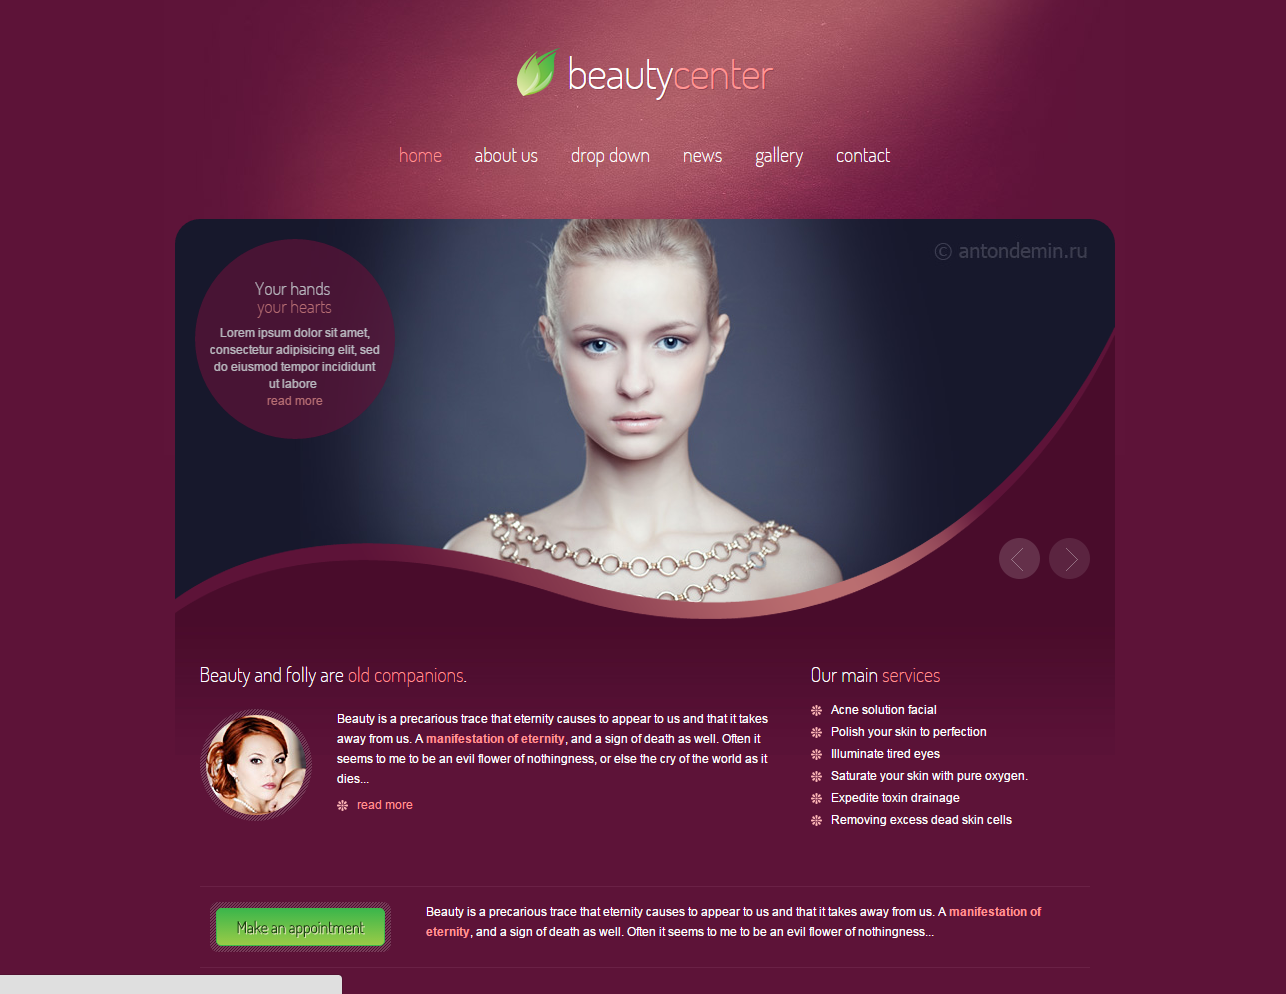 beautycenter
home about us drop down news gallery contact
© antondemin.ru
Your hands
your hearts
Lorem ipsum dolor sit amet,
consectetur adipisicing elit, sed
do eiusmod tempor incididunt
ut labore
read more
Beauty and folly are old companions.
Beauty is a precarious trace that eternity causes to appear to us and that it takes
away from us. A manifestation of eternity, and a sign of death as well. Often it
seems to me to be an evil flower of nothingness, or else the cry of the world as it
dies...
read more
Our main services
Acne solution facial
Polish your skin to perfection
Illuminate tired eyes
Saturate your skin with pure oxygen.
Expedite toxin drainage
Removing excess dead skin cells
Make an appointment
Beauty is a precarious trace that eternity causes to appear to us and that it takes away from us. A manifestation of
eternity, and a sign of death as well. Often it seems to me to be an evil flower of nothingness...